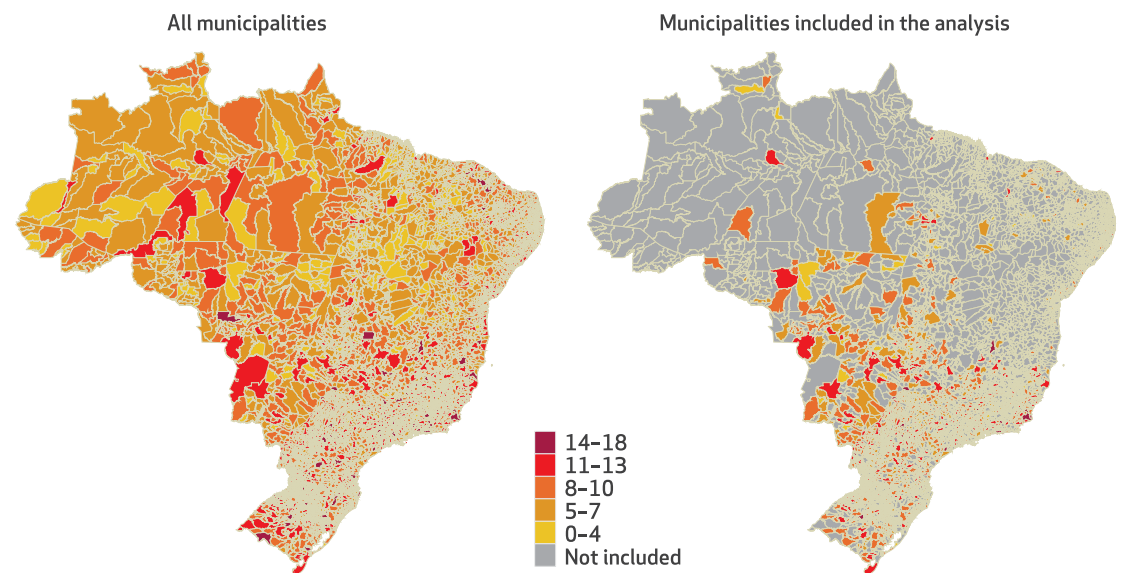 All municipalities
Municipalities included in the analysis
14–18
11–13
8–10
5–7
0–4
Not included